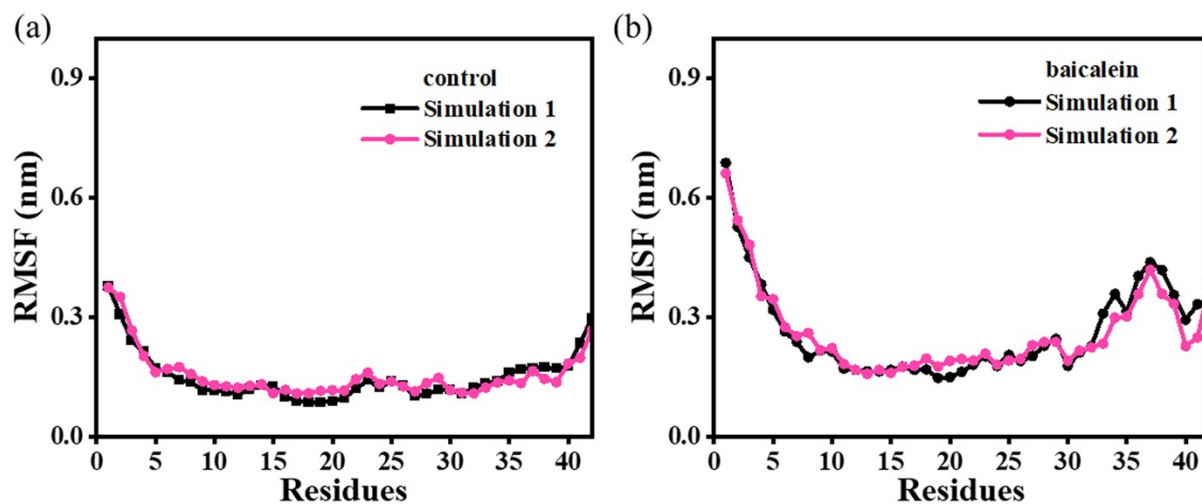 (a)
control
Simulation 1
Simulation 2
RMSF (nm)
0.9
0.6
0.3
0.0
0 5 10 15 20 25 30 35 40
Residues
(b)
baicalein
Simulation 1
Simulation 2
RMSF (nm)
0.9
0.6
0.3
0.0
0 5 10 15 20 25 30 35 40
Residues